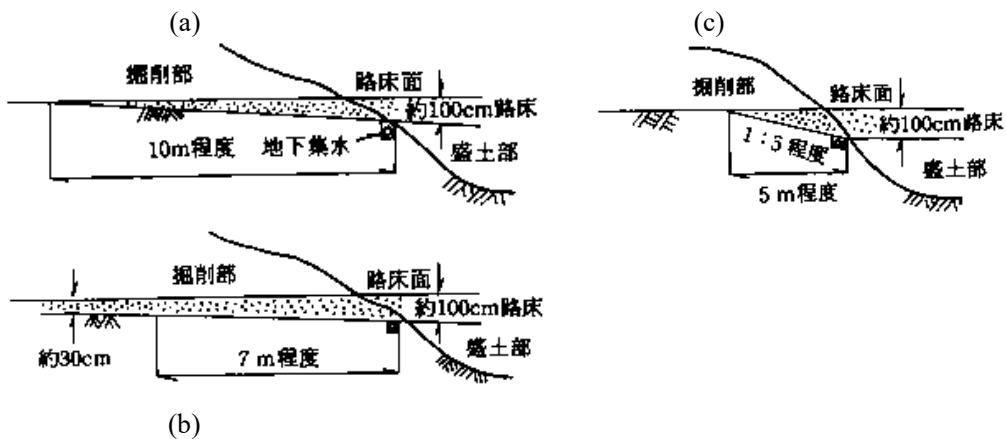 (a)
掘削部
路床面
約100cm路床
10m程度
地下集水
盛土部
(c)
掘削部
路床面
約100cm路床
1:5程度
盛土部
5m程度
掘削部
路床面
約100cm路床
約30cm
7m程度
盛土部
(b)